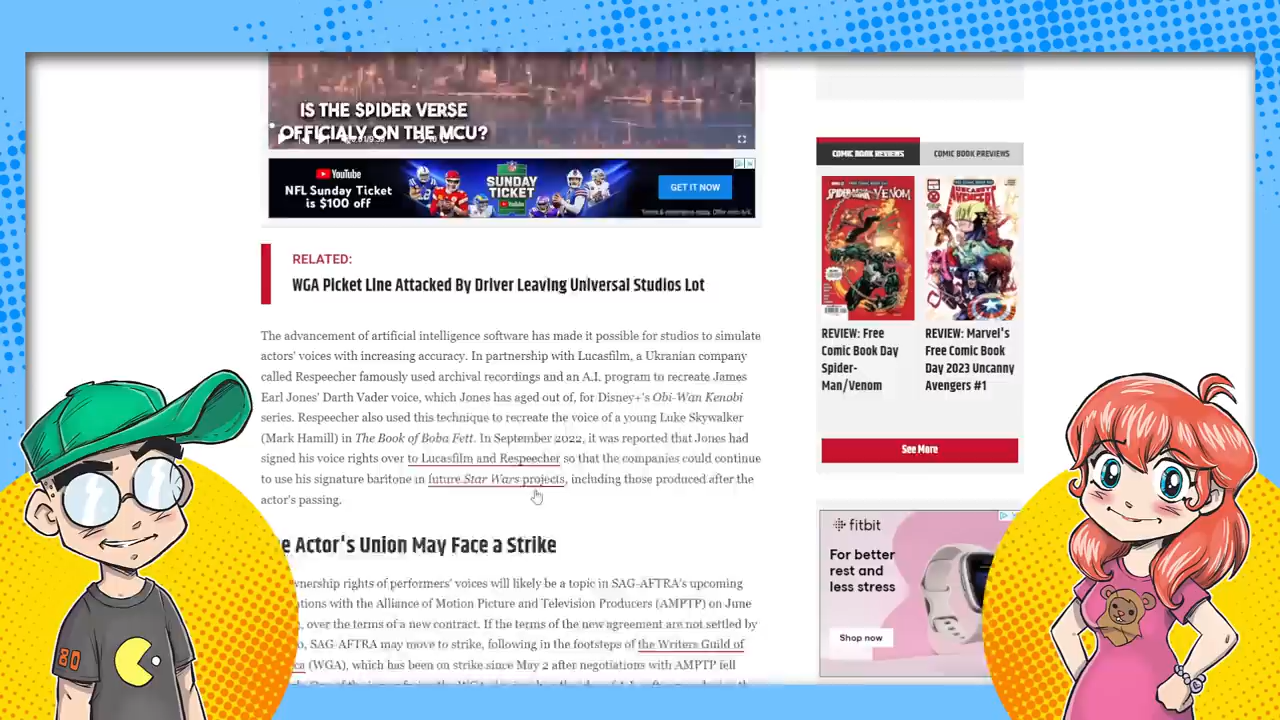 IS THE SPIDER VERSE
OFFICIALY ON THE MCU?
YouTube
NFL Sunday Ticket
is $100 off
SUNDAY
TICKET
GET IT NOW
RELATED:
WGA Picket Line Attacked By Driver Leaving Universal Studios Lot
The advancement of artificial intelligence software has made it possible for studios to simulate
actors' voices with increasing accuracy. In partnership with Lucasfilm, a Ukranian company
called Respeecher famously used archival recordings and an A.I. program to recreate James
Earl Jones' Darth Vader voice, which Jones has aged out of, for Disney+'s Obi-Wan Kenobi
series. Respeecher also used this technique to recreate the voice of a young Luke Skywalker
(Mark Hamill) in The Book of Boba Fett. In September 2022, it was reported that Jones had
signed his voice rights over to Lucasfilm and Respeecher so that the companies could continue
to use his signature baritone in future Star Wars projects, including those produced after the
actor's passing.
e Actor's Union May Face a Strike
wnership rights of performers' voices will likely be a topic in SAG-AFTRA's upcoming
tions with the Alliance of Motion Picture and Television Producers (AMPTP) on June
, over the terms of a new contract. If the terms of the new agreement are not settled by
o, SAG-AFTRA may move to strike, following in the footsteps of the Writers Guild of
ca (WGA), which has been on strike since May 2 after negotiations with AMPTP fell
COMIC BOOK REVIEWS
COMIC BOOK PREVIEWS
SPIDER-MAN VENOM
UNCANNY
AVENGERS
REVIEW: Free
Comic Book Day
Spider-
Man/Venom
REVIEW: Marvel's
Free Comic Book
Day 2023 Uncanny
Avengers #1
See More
fitbit
For better
rest and
less stress
Shop now
80